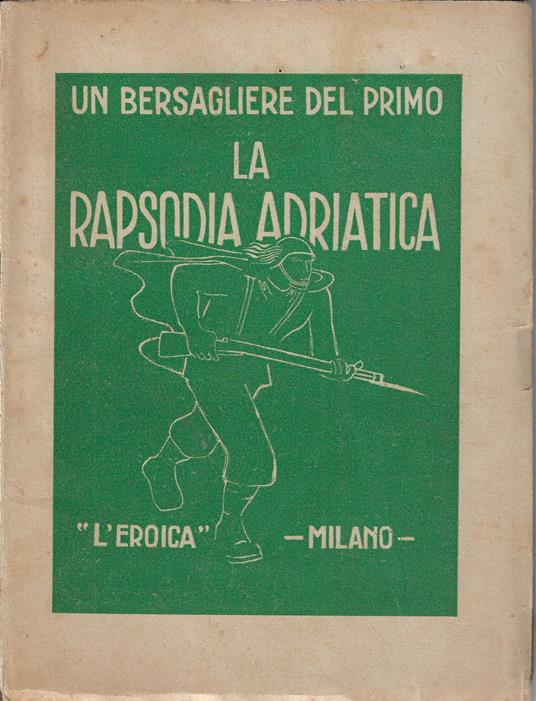 UN BERSAGLIERE DEL PRIMO
LA
RAPSODIA ADRIATICA
"L'EROICA" — MILANO —